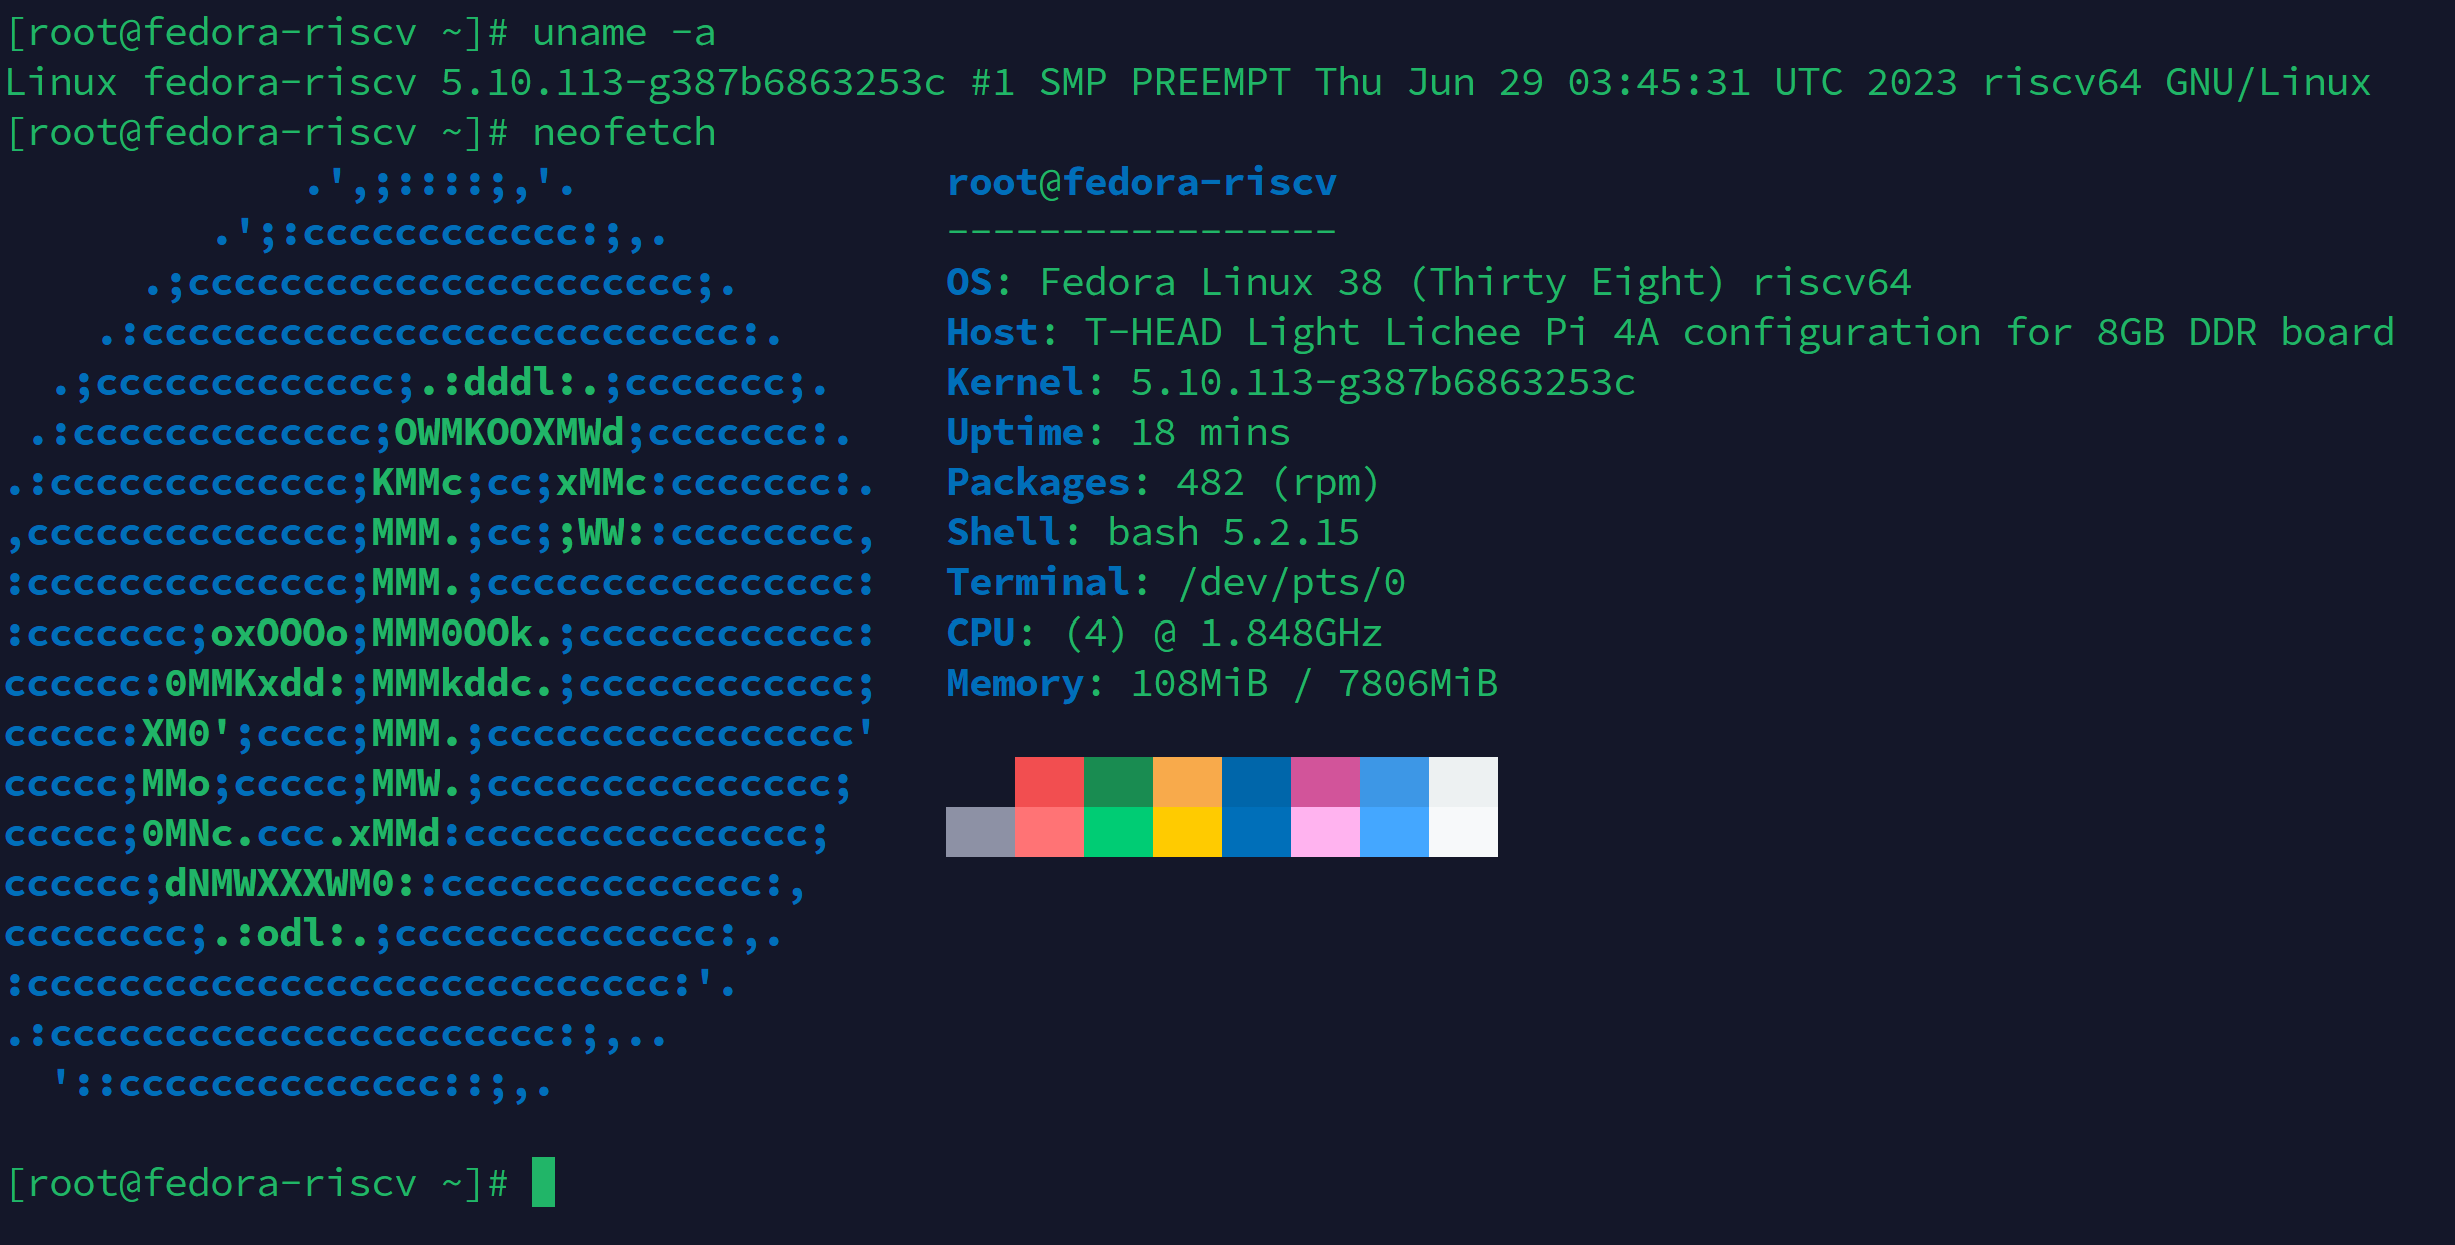 [root@fedora-riscv ~]# uname -a
Linux fedora-riscv 5.10.113-g387b6863253c #1 SMP PREEMPT Thu Jun 29 03:45:31 UTC 2023 riscv64 GNU/Linux
[root@fedora-riscv ~]# neofetch
             .',;::::;,'.                root@fedora-riscv
         .';:cccccccccccc:;,.            -----------------
      .;cccccccccccccccccccccc;.         OS: Fedora Linux 38 (Thirty Eight) riscv64
    .:cccccccccccccccccccccccccc:.       Host: T-HEAD Light Lichee Pi 4A configuration for 8GB DDR board
  .;ccccccccccccc;.:dddl:.;ccccccc;.     Kernel: 5.10.113-g387b6863253c
 .:ccccccccccccc;OWMKOOXMWd;ccccccc:.    Uptime: 18 mins
.:ccccccccccccc;KMMc;cc;xMMc:ccccccc:.   Packages: 482 (rpm)
,cccccccccccccc;MMM.;cc;;WW::cccccccc,   Shell: bash 5.2.15
:cccccccccccccc;MMM.;cccccccccccccccc:   Terminal: /dev/pts/0
:ccccccc;oxOOOo;MMM0OOk.;cccccccccccc:   CPU: (4) @ 1.848GHz
cccccc:0MMKxdd:;MMMkddc.;cccccccccccc;   Memory: 108MiB / 7806MiB
ccccc:XM0';cccc;MMM.;cccccccccccccccc'
ccccc;MMo;ccccc;MMW.;ccccccccccccccc;
ccccc;0MNc.ccc.xMMd:ccccccccccccccc;
cccccc;dNMWXXXWM0::cccccccccccccc:,
cccccccc;.:odl:.;cccccccccccccc:,.
:cccccccccccccccccccccccccccc:'.
.:cccccccccccccccccccccc:;,..
  '::cccccccccccccc::;,.
[root@fedora-riscv ~]#